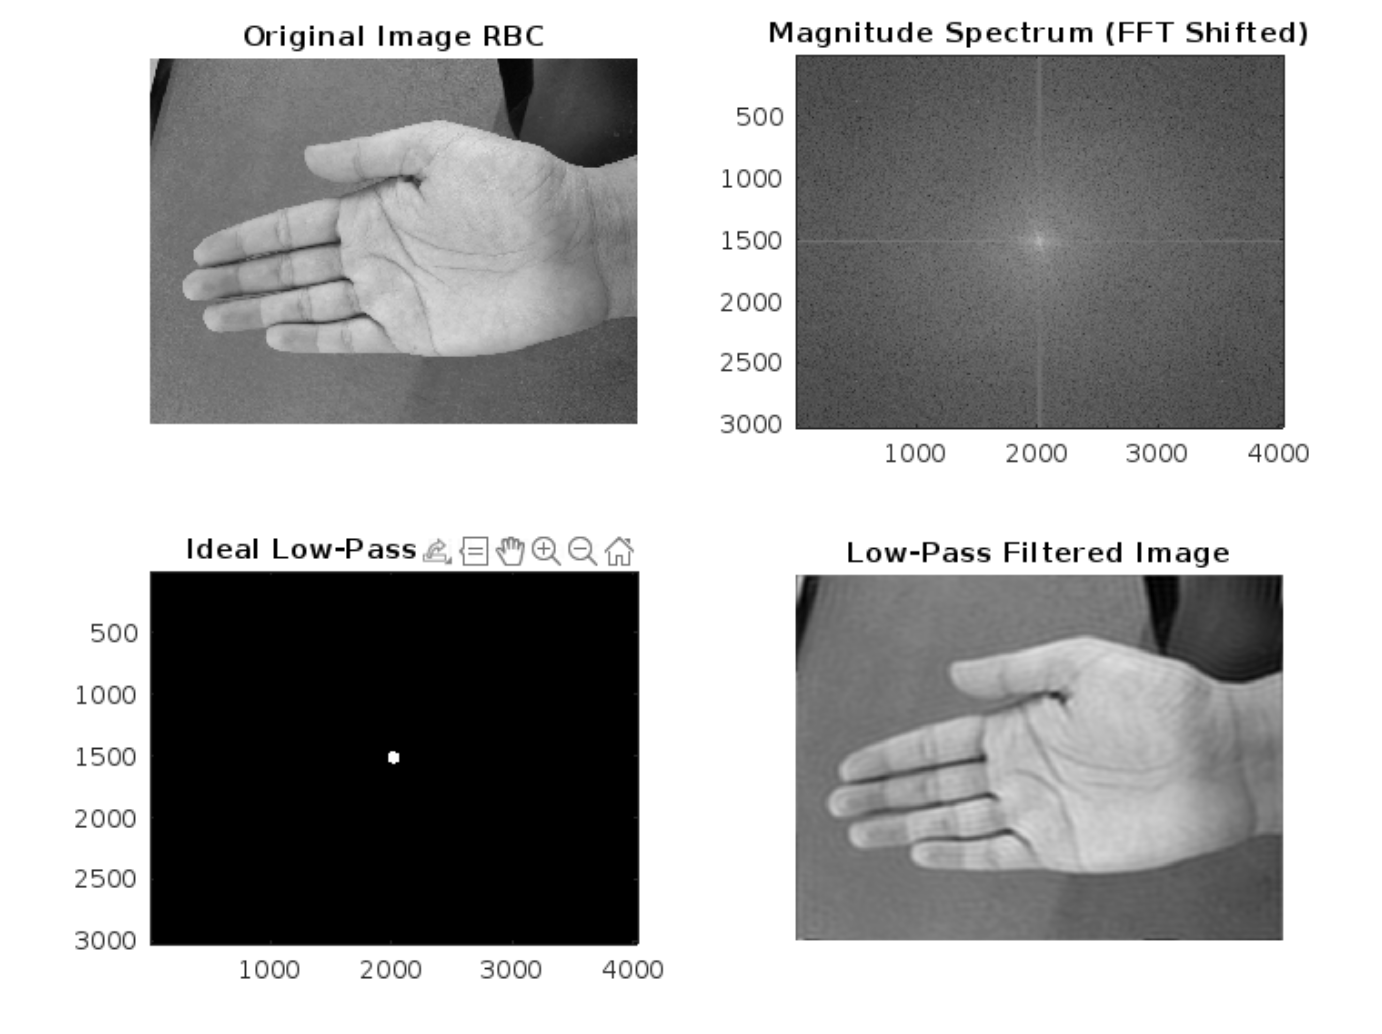 Original Image RBC
Magnitude Spectrum (FFT Shifted)
500
1000
1500
2000
2500
3000
1000 2000 3000 4000
Ideal Low-Pass
500
1000
1500
2000
2500
3000
1000 2000 3000 4000
Low-Pass Filtered Image